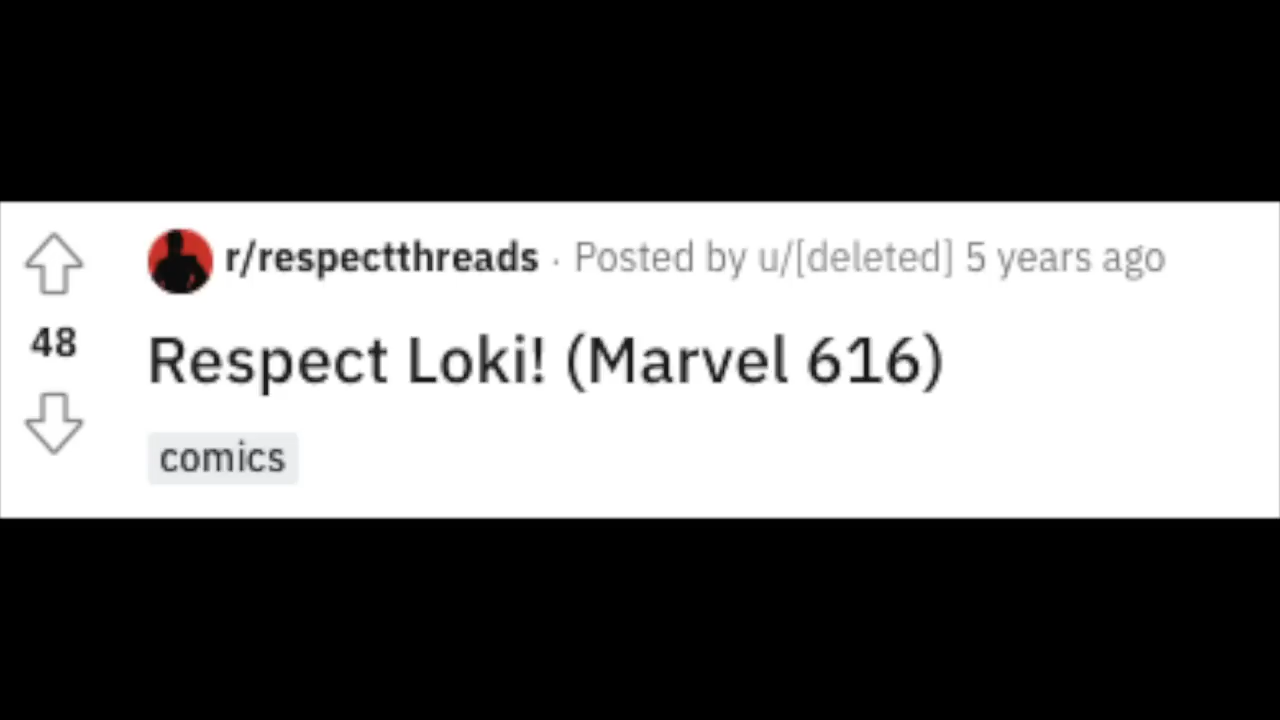 r/respectthreads · Posted by u/[deleted] 5 years ago
48
Respect Loki! (Marvel 616)
comics